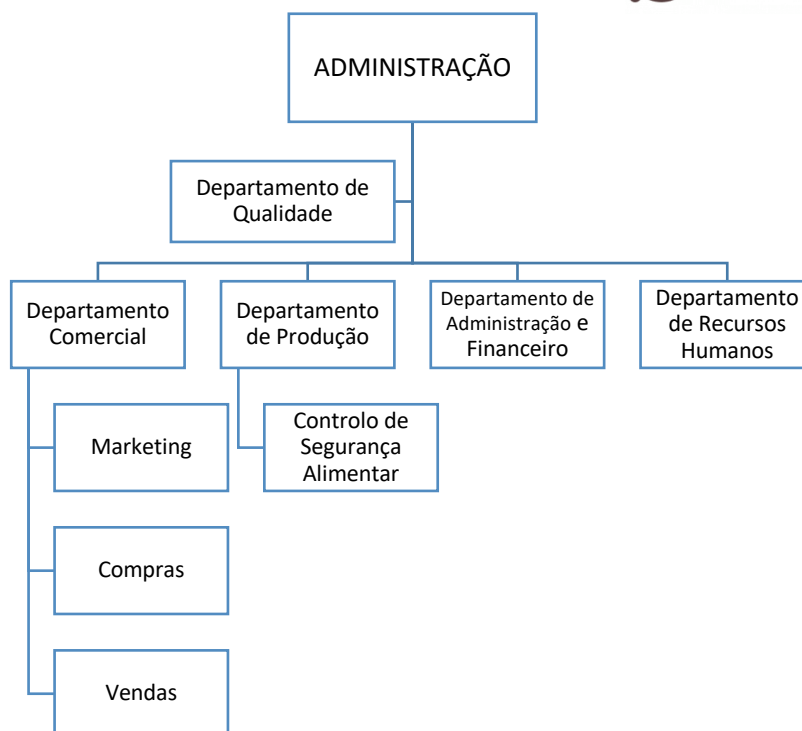 ADMINISTRAÇÃO
Departamento de
Qualidade
Departamento
Comercial
Departamento
de Produção
Departamento de
Administração e
Financeiro
Departamento
de Recursos
Humanos
Marketing
Controlo de
Segurança
Alimentar
Compras
Vendas